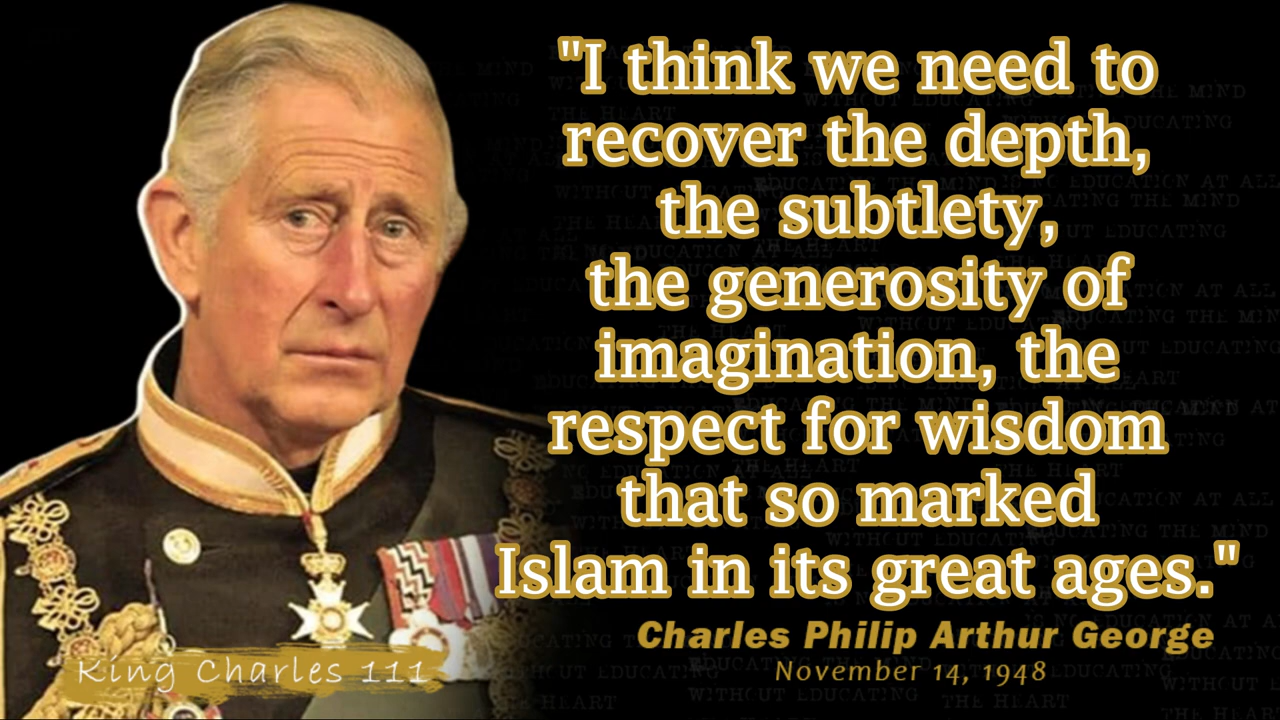 "I think we need to
recover the depth,
the subtlety,
the generosity of
imagination, the
respect for wisdom
that so marked
Islam in its great ages."
Charles Philip Arthur George
November 14, 1948
King Charles 111